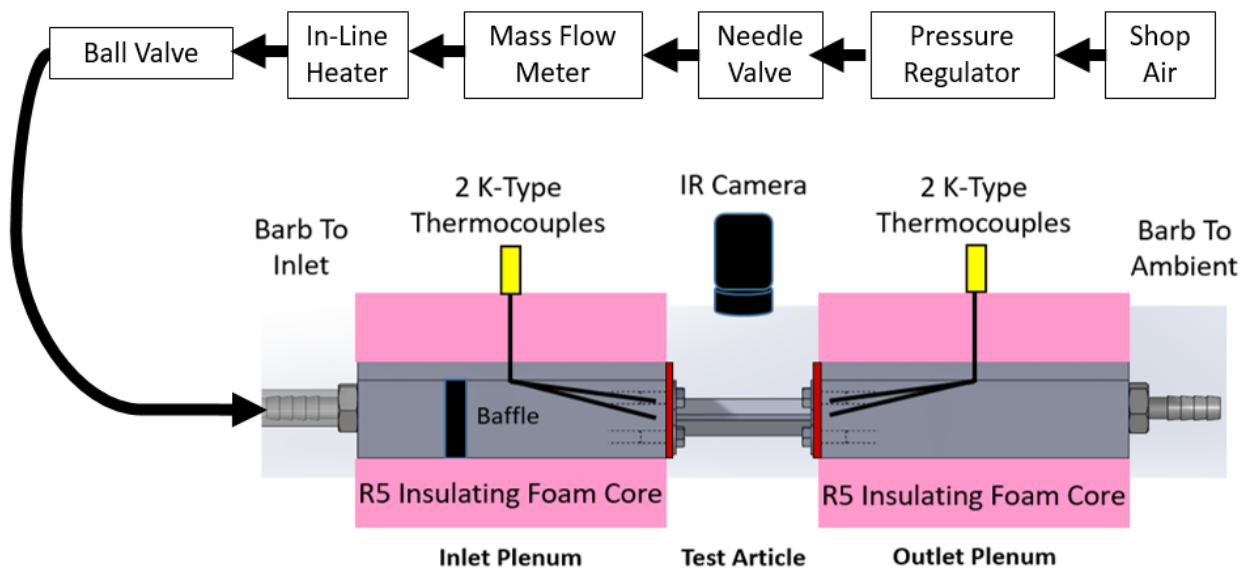 Ball Valve
In-Line
Heater
Mass Flow
Meter
Needle
Valve
Pressure
Regulator
Shop
Air
2 K-Type
Thermocouples
IR Camera
2 K-Type
Thermocouples
Barb To
Inlet
Barb To
Ambient
Baffle
R5 Insulating Foam Core
R5 Insulating Foam Core
Inlet Plenum
Test Article
Outlet Plenum